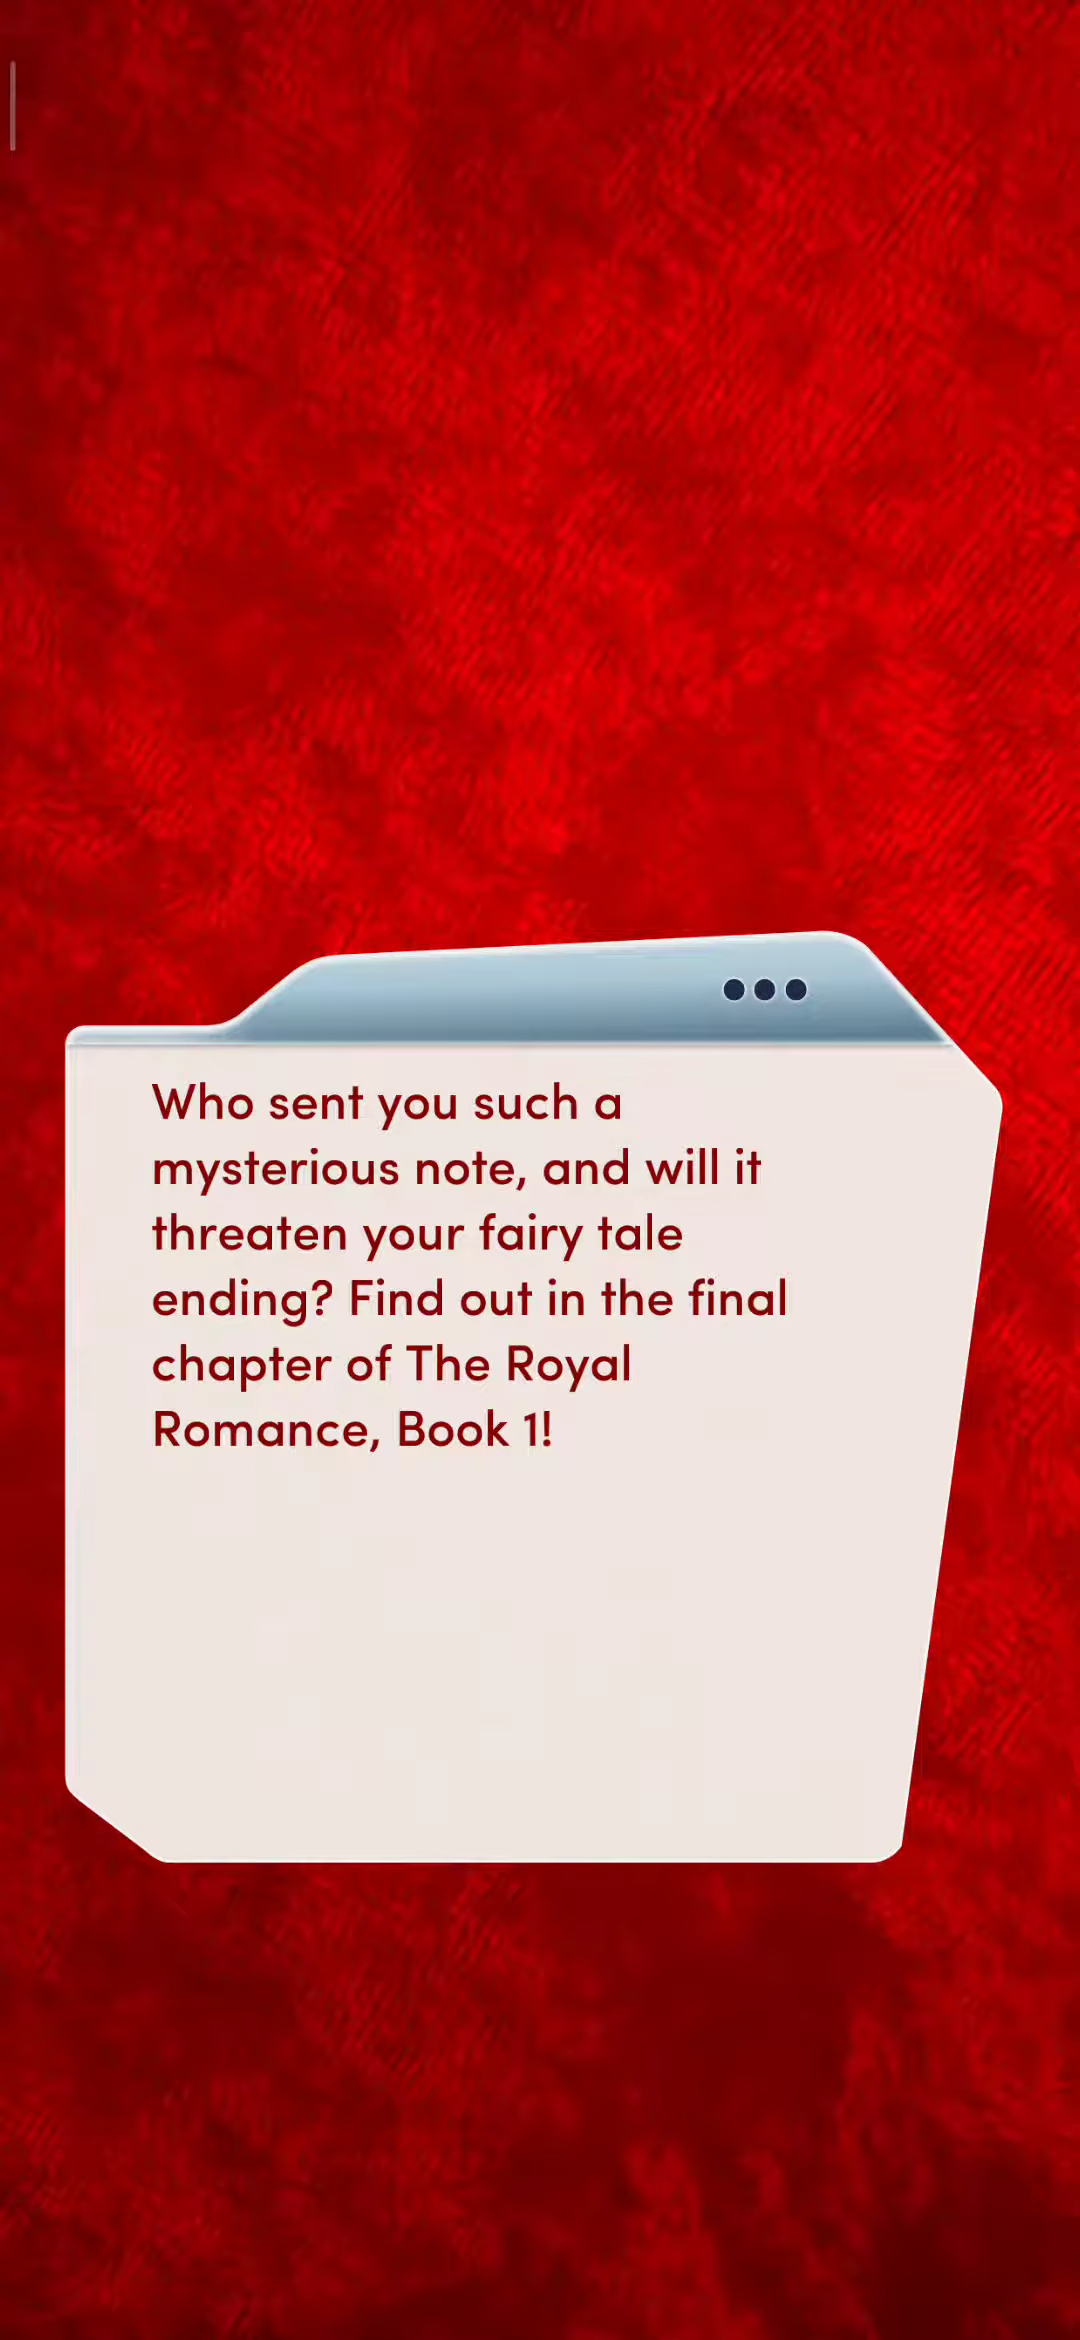 Who sent you such a
mysterious note, and will it
threaten your fairy tale
ending? Find out in the final
chapter of The Royal
Romance, Book 1!